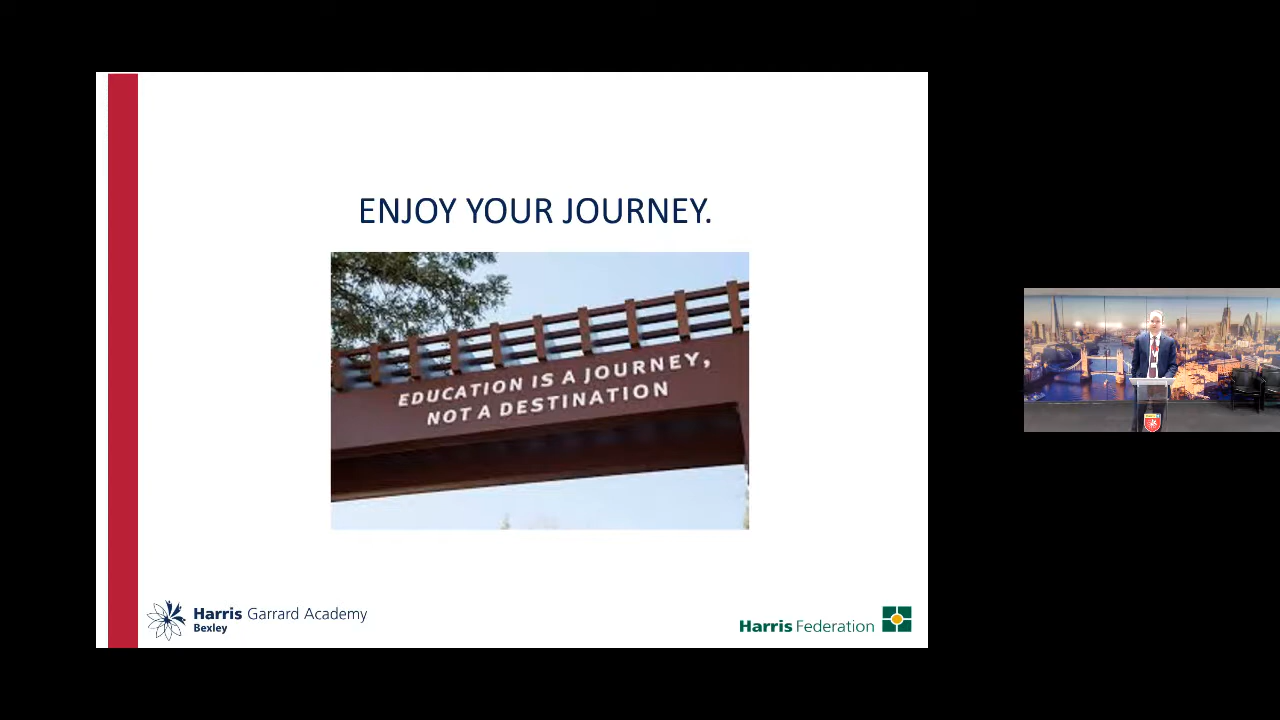 ENJOY YOUR JOURNEY.
EDUCATION IS A JOURNEY,
NOT A DESTINATION
Harris Garrard Academy
Bexley
Harris Federation